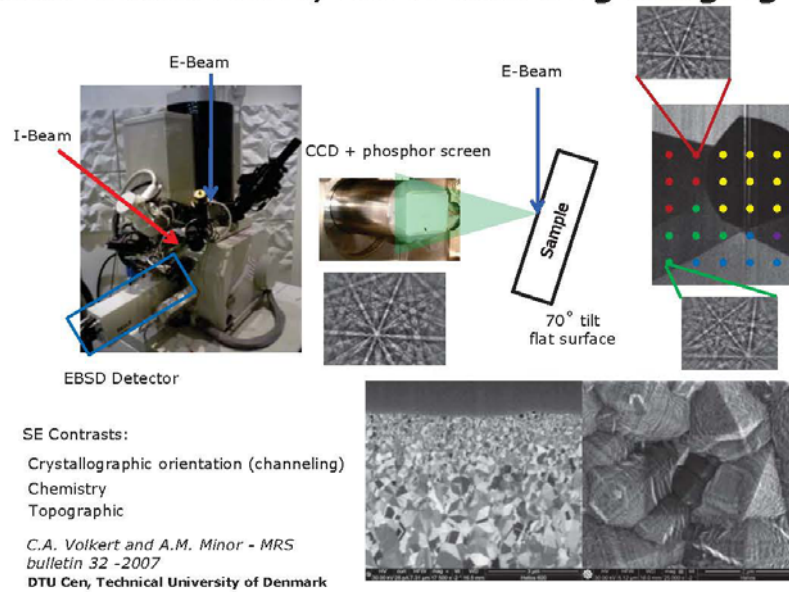 E-Beam
I-Beam
E-Beam
CCD + phosphor screen
Sample
70° tilt
flat surface
EBSD Detector
SE Contrasts:
Crystallographic orientation (channeling)
Chemistry
Topographic
C.A. Volkert and A.M. Minor - MRS
bulletin 32 -2007
DTU Cen, Technical University of Denmark